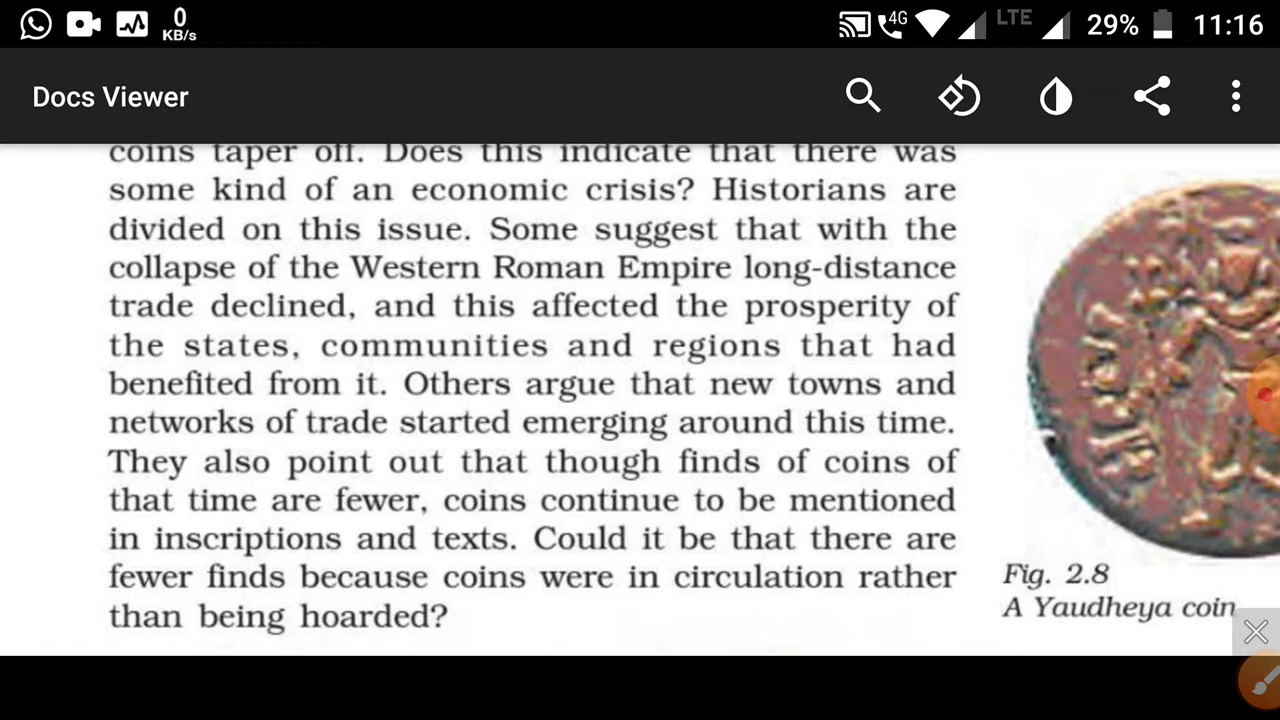 0
KB/s
4G
LTE
29%
11:16
Docs Viewer
coins taper off. Does this indicate that there was
some kind of an economic crisis? Historians are
divided on this issue. Some suggest that with the
collapse of the Western Roman Empire long-distance
trade declined, and this affected the prosperity of
the states, communities and regions that had
benefited from it. Others argue that new towns and
networks of trade started emerging around this time.
They also point out that though finds of coins of
that time are fewer, coins continue to be mentioned
in inscriptions and texts. Could it be that there are
fewer finds because coins were in circulation rather
than being hoarded?
Fig. 2.8
A Yaudheya coin